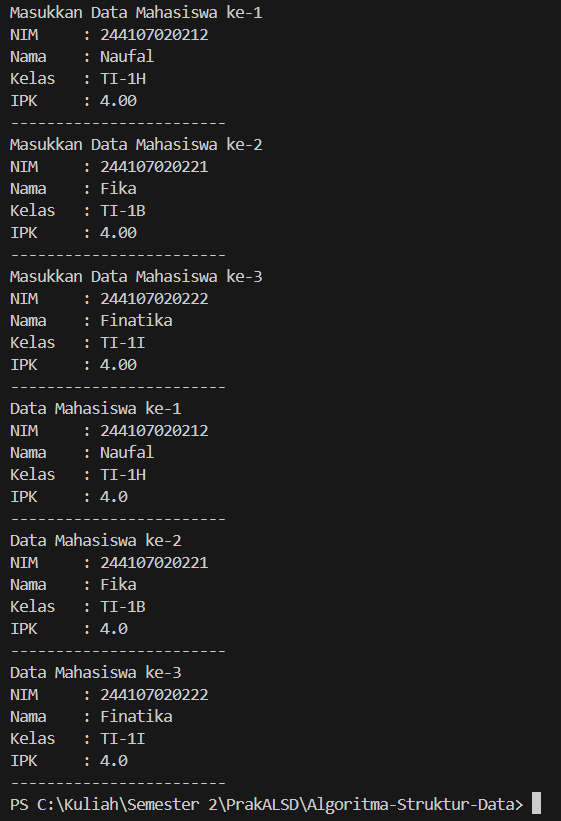 Masukkan Data Mahasiswa ke-1
NIM     : 244107020212
Nama    : Naufal
Kelas   : TI-1H
IPK     : 4.00
------------------------
Masukkan Data Mahasiswa ke-2
NIM     : 244107020221
Nama    : Fika
Kelas   : TI-1B
IPK     : 4.00
------------------------
Masukkan Data Mahasiswa ke-3
NIM     : 244107020222
Nama    : Finatika
Kelas   : TI-1I
IPK     : 4.00
------------------------
Data Mahasiswa ke-1
NIM     : 244107020212
Nama    : Naufal
Kelas   : TI-1H
IPK     : 4.0
------------------------
Data Mahasiswa ke-2
NIM     : 244107020221
Nama    : Fika
Kelas   : TI-1B
IPK     : 4.0
------------------------
Data Mahasiswa ke-3
NIM     : 244107020222
Nama    : Finatika
Kelas   : TI-1I
IPK     : 4.0
------------------------
PS C:\Kuliah\Semester 2\PrakALSD\Algoritma-Struktur-Data>